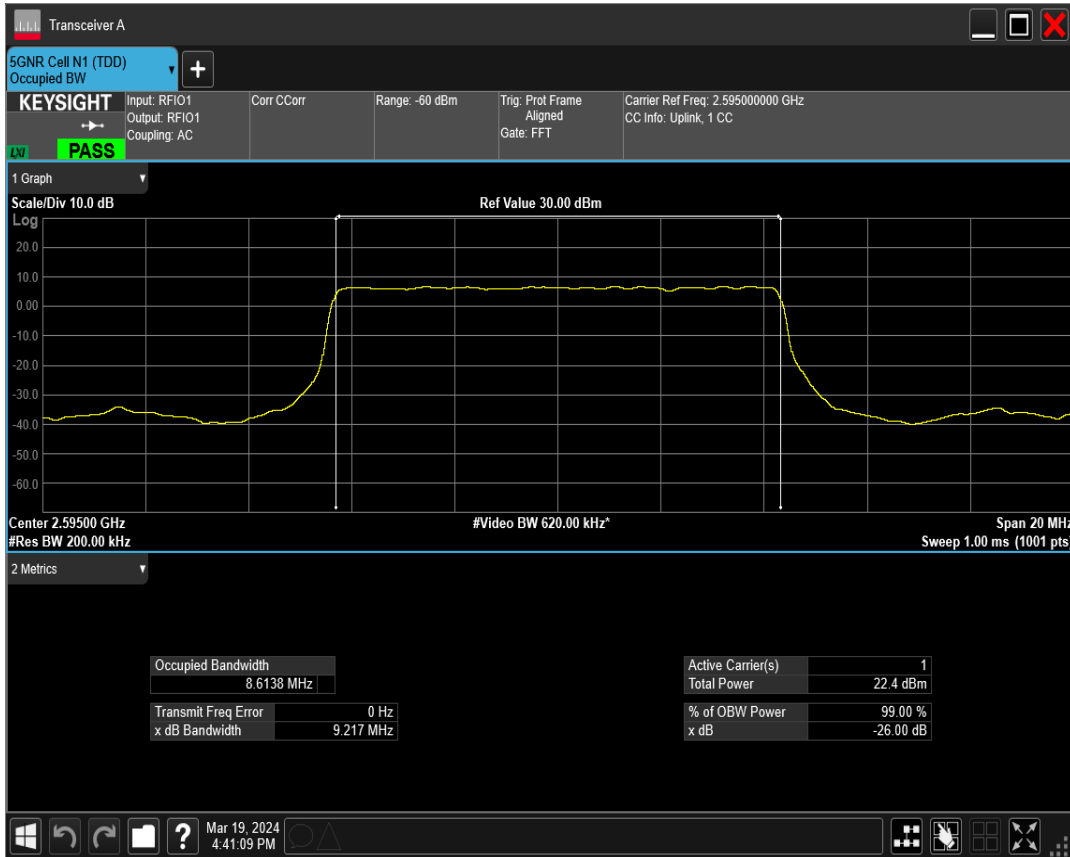 Transceiver A
5GNR Cell N1 (TDD)
Occupied BW
+
KEYSIGHT
LXI
PASS
Input: RFIO1
Output: RFIO1
Coupling: AC
Corr CCorr
Range: -60 dBm
Trig: Prot Frame
Aligned
Gate: FFT
Carrier Ref Freq: 2.595000000 GHz
CC Info: Uplink, 1 CC
1 Graph
Scale/Div 10.0 dB
Ref Value 30.00 dBm
Log
20.0
10.0
0.00
-10.0
-20.0
-30.0
-40.0
-50.0
-60.0
Center 2.59500 GHz
#Video BW 620.00 kHz*
Span 20 MHz
#Res BW 200.00 kHz
Sweep 1.00 ms (1001 pts)
2 Metrics
Occupied Bandwidth
8.6138 MHz
Transmit Freq Error 0 Hz
x dB Bandwidth 9.217 MHz
Active Carrier(s) 1
Total Power 22.4 dBm
% of OBW Power 99.00 %
x dB -26.00 dB
?
Mar 19, 2024
4:41:09 PM